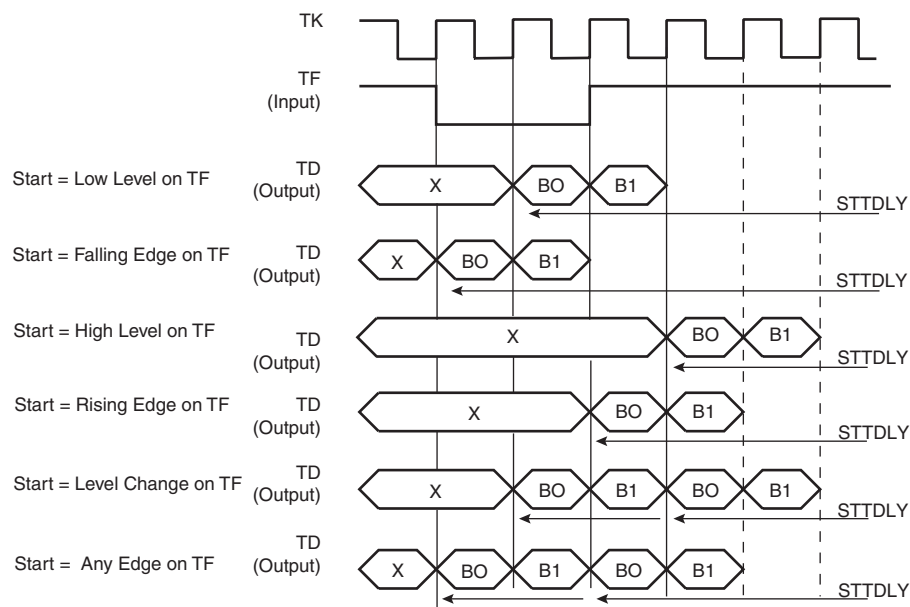 TK
TF
(Input)
Start = Low Level on TF
TD
(Output)
X
BO
B1
STTDLY
Start = Falling Edge on TF
TD
(Output)
X
BO
B1
STTDLY
Start = High Level on TF
TD
(Output)
X
BO
B1
STTDLY
Start = Rising Edge on TF
TD
(Output)
X
BO
B1
STTDLY
Start = Level Change on TF
TD
(Output)
X
BO
B1
BO
B1
STTDLY
Start = Any Edge on TF
TD
(Output)
X
BO
B1
BO
B1
STTDLY